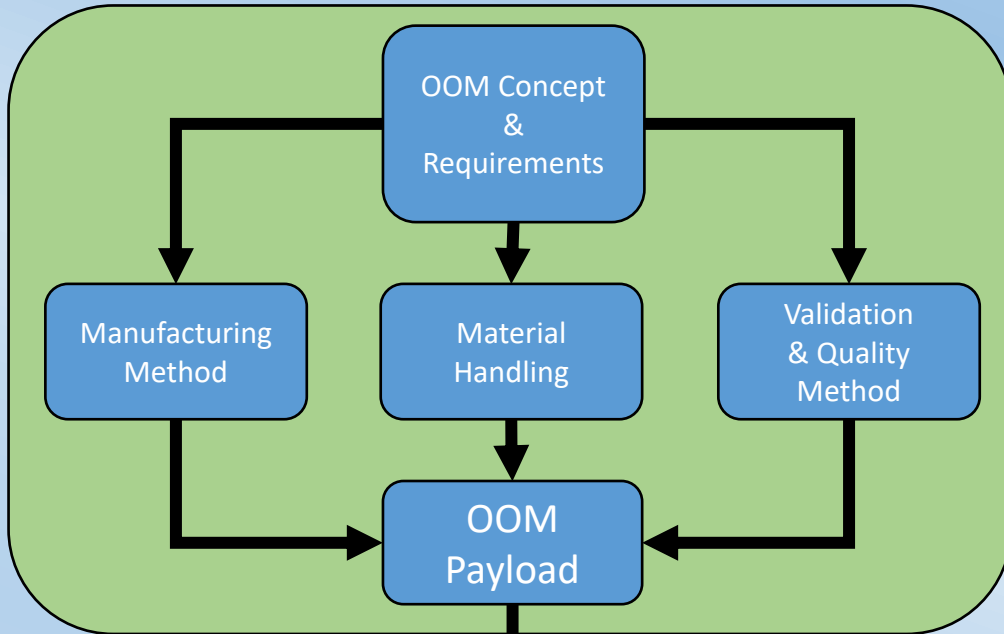 OOM Concept
&
Requirements
Manufacturing
Method
Material
Handling
Validation
& Quality
Method
OOM
Payload